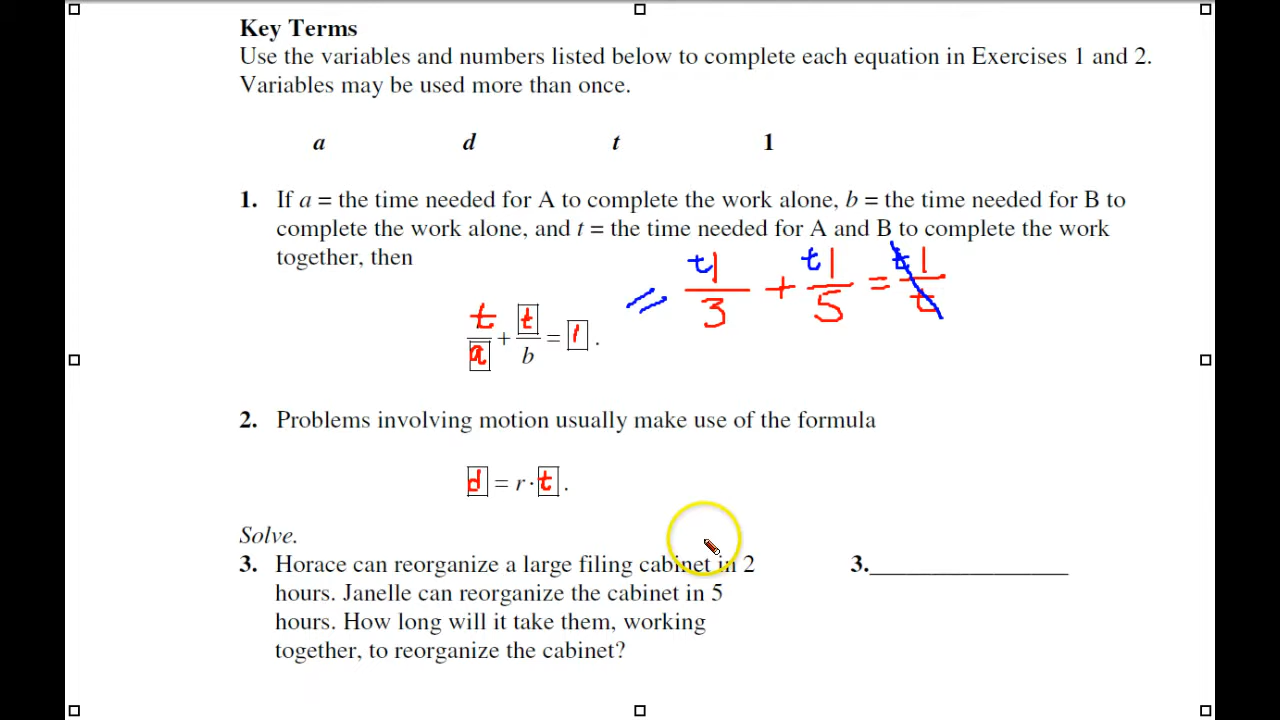 Key Terms
Use the variables and numbers listed below to complete each equation in Exercises 1 and 2.
Variables may be used more than once.
a d t 1
1. If a = the time needed for A to complete the work alone, b = the time needed for B to
complete the work alone, and t = the time needed for A and B to complete the work
together, then
t/a + t/b = 1.
= t1/3 + t1/5 = t1/t
2. Problems involving motion usually make use of the formula
d = r · t.
Solve.
3. Horace can reorganize a large filing cabinet in 2
hours. Janelle can reorganize the cabinet in 5
hours. How long will it take them, working
together, to reorganize the cabinet?
3.________________